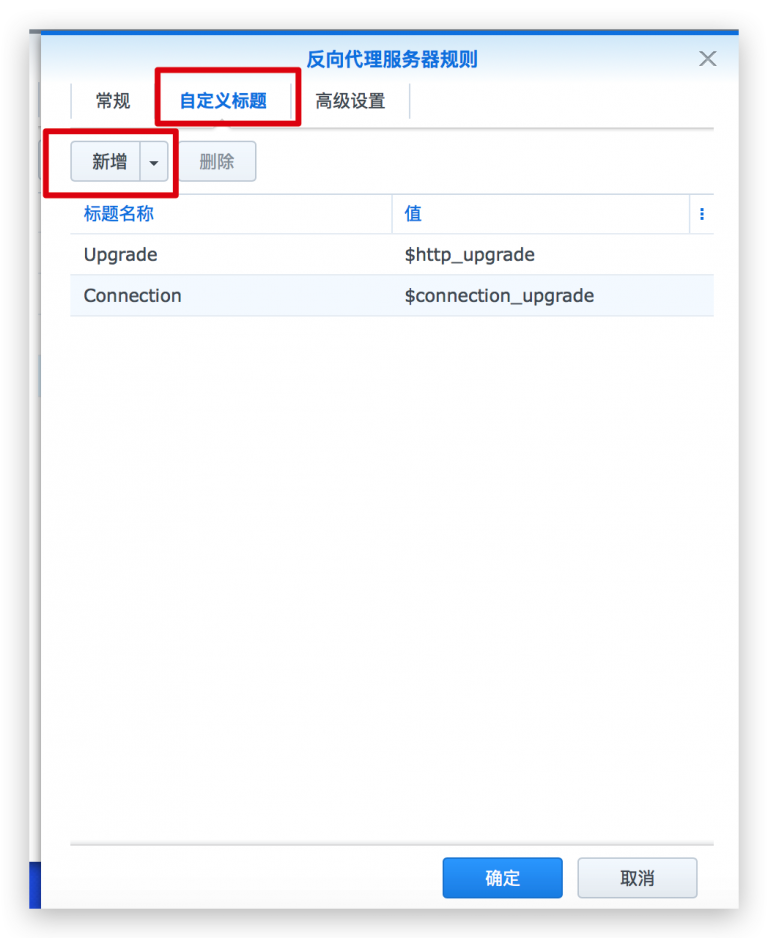 反向代理服务器规则
常规 自定义标题 高级设置
新增 删除
标题名称 值
Upgrade $http_upgrade
Connection $connection_upgrade
确定 取消